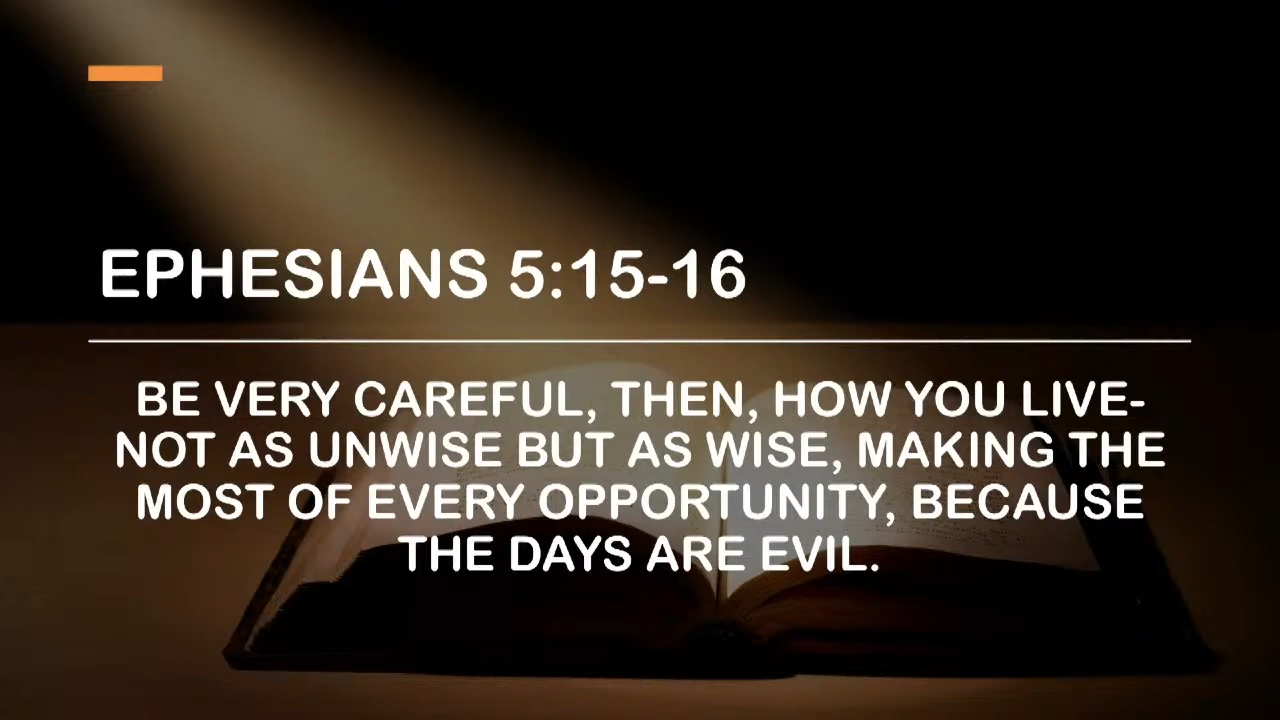 EPHESIANS 5:15-16
BE VERY CAREFUL, THEN, HOW YOU LIVE-
NOT AS UNWISE BUT AS WISE, MAKING THE
MOST OF EVERY OPPORTUNITY, BECAUSE
THE DAYS ARE EVIL.